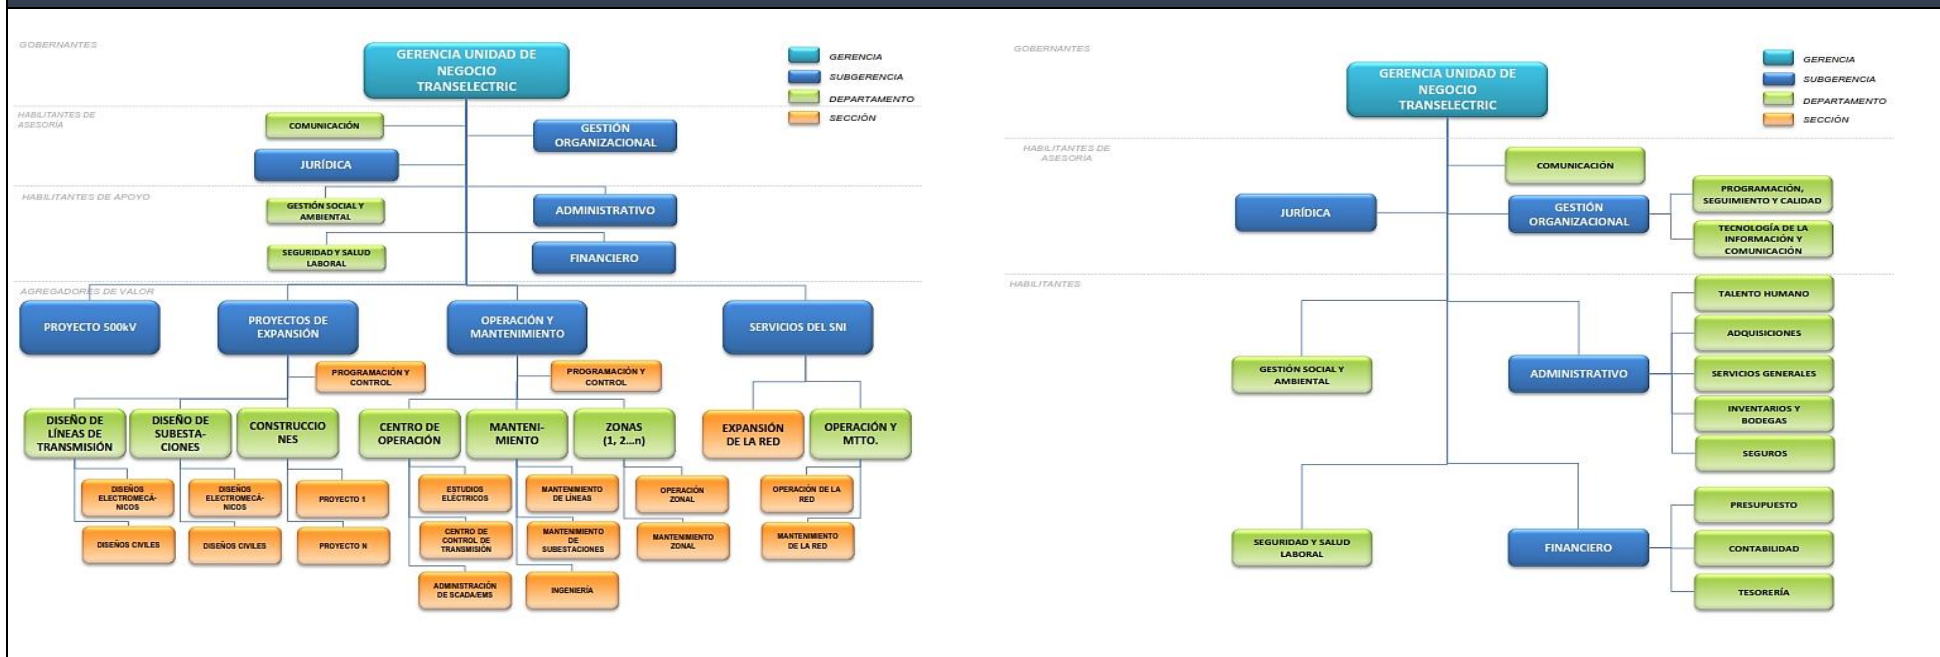 GOBERNANTES
GERENCIA UNIDAD DE
NEGOCIO
TRANSELECTRIC
GERENCIA
SUBGERENCIA
DEPARTAMENTO
SECCIÓN
HABILITANTES DE
ASESORÍA
COMUNICACIÓN
GESTIÓN
ORGANIZACIONAL
JURÍDICA
HABILITANTES DE APOYO
GESTIÓN SOCIAL Y
AMBIENTAL
ADMINISTRATIVO
SEGURIDAD Y SALUD
LABORAL
FINANCIERO
AGREGADORES DE VALOR
PROYECTO 500kV
PROYECTOS DE
EXPANSIÓN
OPERACIÓN Y
MANTENIMIENTO
SERVICIOS DEL SNI
PROGRAMACIÓN Y
CONTROL
PROGRAMACIÓN Y
CONTROL
DISEÑO DE
LÍNEAS DE
TRANSMISIÓN
DISEÑO DE
SUBESTA-
CIONES
CONSTRUCCIO
NES
CENTRO DE
OPERACIÓN
MANTENI-
MIENTO
ZONAS
(1, 2...n)
EXPANSIÓN
DE LA RED
OPERACIÓN Y
MTTO.
DISEÑOS
ELECTROMECÁ-
NICOS
DISEÑOS
ELECTROMECÁ-
NICOS
PROYECTO 1
ESTUDIOS
ELÉCTRICOS
MANTENIMIENTO
DE LÍNEAS
OPERACIÓN
ZONAL
OPERACIÓN DE LA
RED
DISEÑOS CIVILES
DISEÑOS CIVILES
PROYECTO N
CENTRO DE
CONTROL DE
TRANSMISIÓN
MANTENIMIENTO
DE
SUBESTACIONES
MANTENIMIENTO
ZONAL
MANTENIMIENTO
DE LA RED
ADMINISTRACIÓN
DE SCADA/EMS
INGENIERÍA
GOBERNANTES
GERENCIA UNIDAD DE
NEGOCIO
TRANSELECTRIC
GERENCIA
SUBGERENCIA
DEPARTAMENTO
SECCIÓN
HABILITANTES DE
ASESORÍA
COMUNICACIÓN
JURÍDICA
GESTIÓN
ORGANIZACIONAL
PROGRAMACIÓN,
SEGUIMIENTO Y CALIDAD
TECNOLOGÍA DE LA
INFORMACIÓN Y
COMUNICACIÓN
HABILITANTES
TALENTO HUMANO
ADQUISICIONES
GESTIÓN SOCIAL Y
AMBIENTAL
ADMINISTRATIVO
SERVICIOS GENERALES
INVENTARIOS Y
BODEGAS
SEGUROS
PRESUPUESTO
SEGURIDAD Y SALUD
LABORAL
FINANCIERO
CONTABILIDAD
TESORERÍA